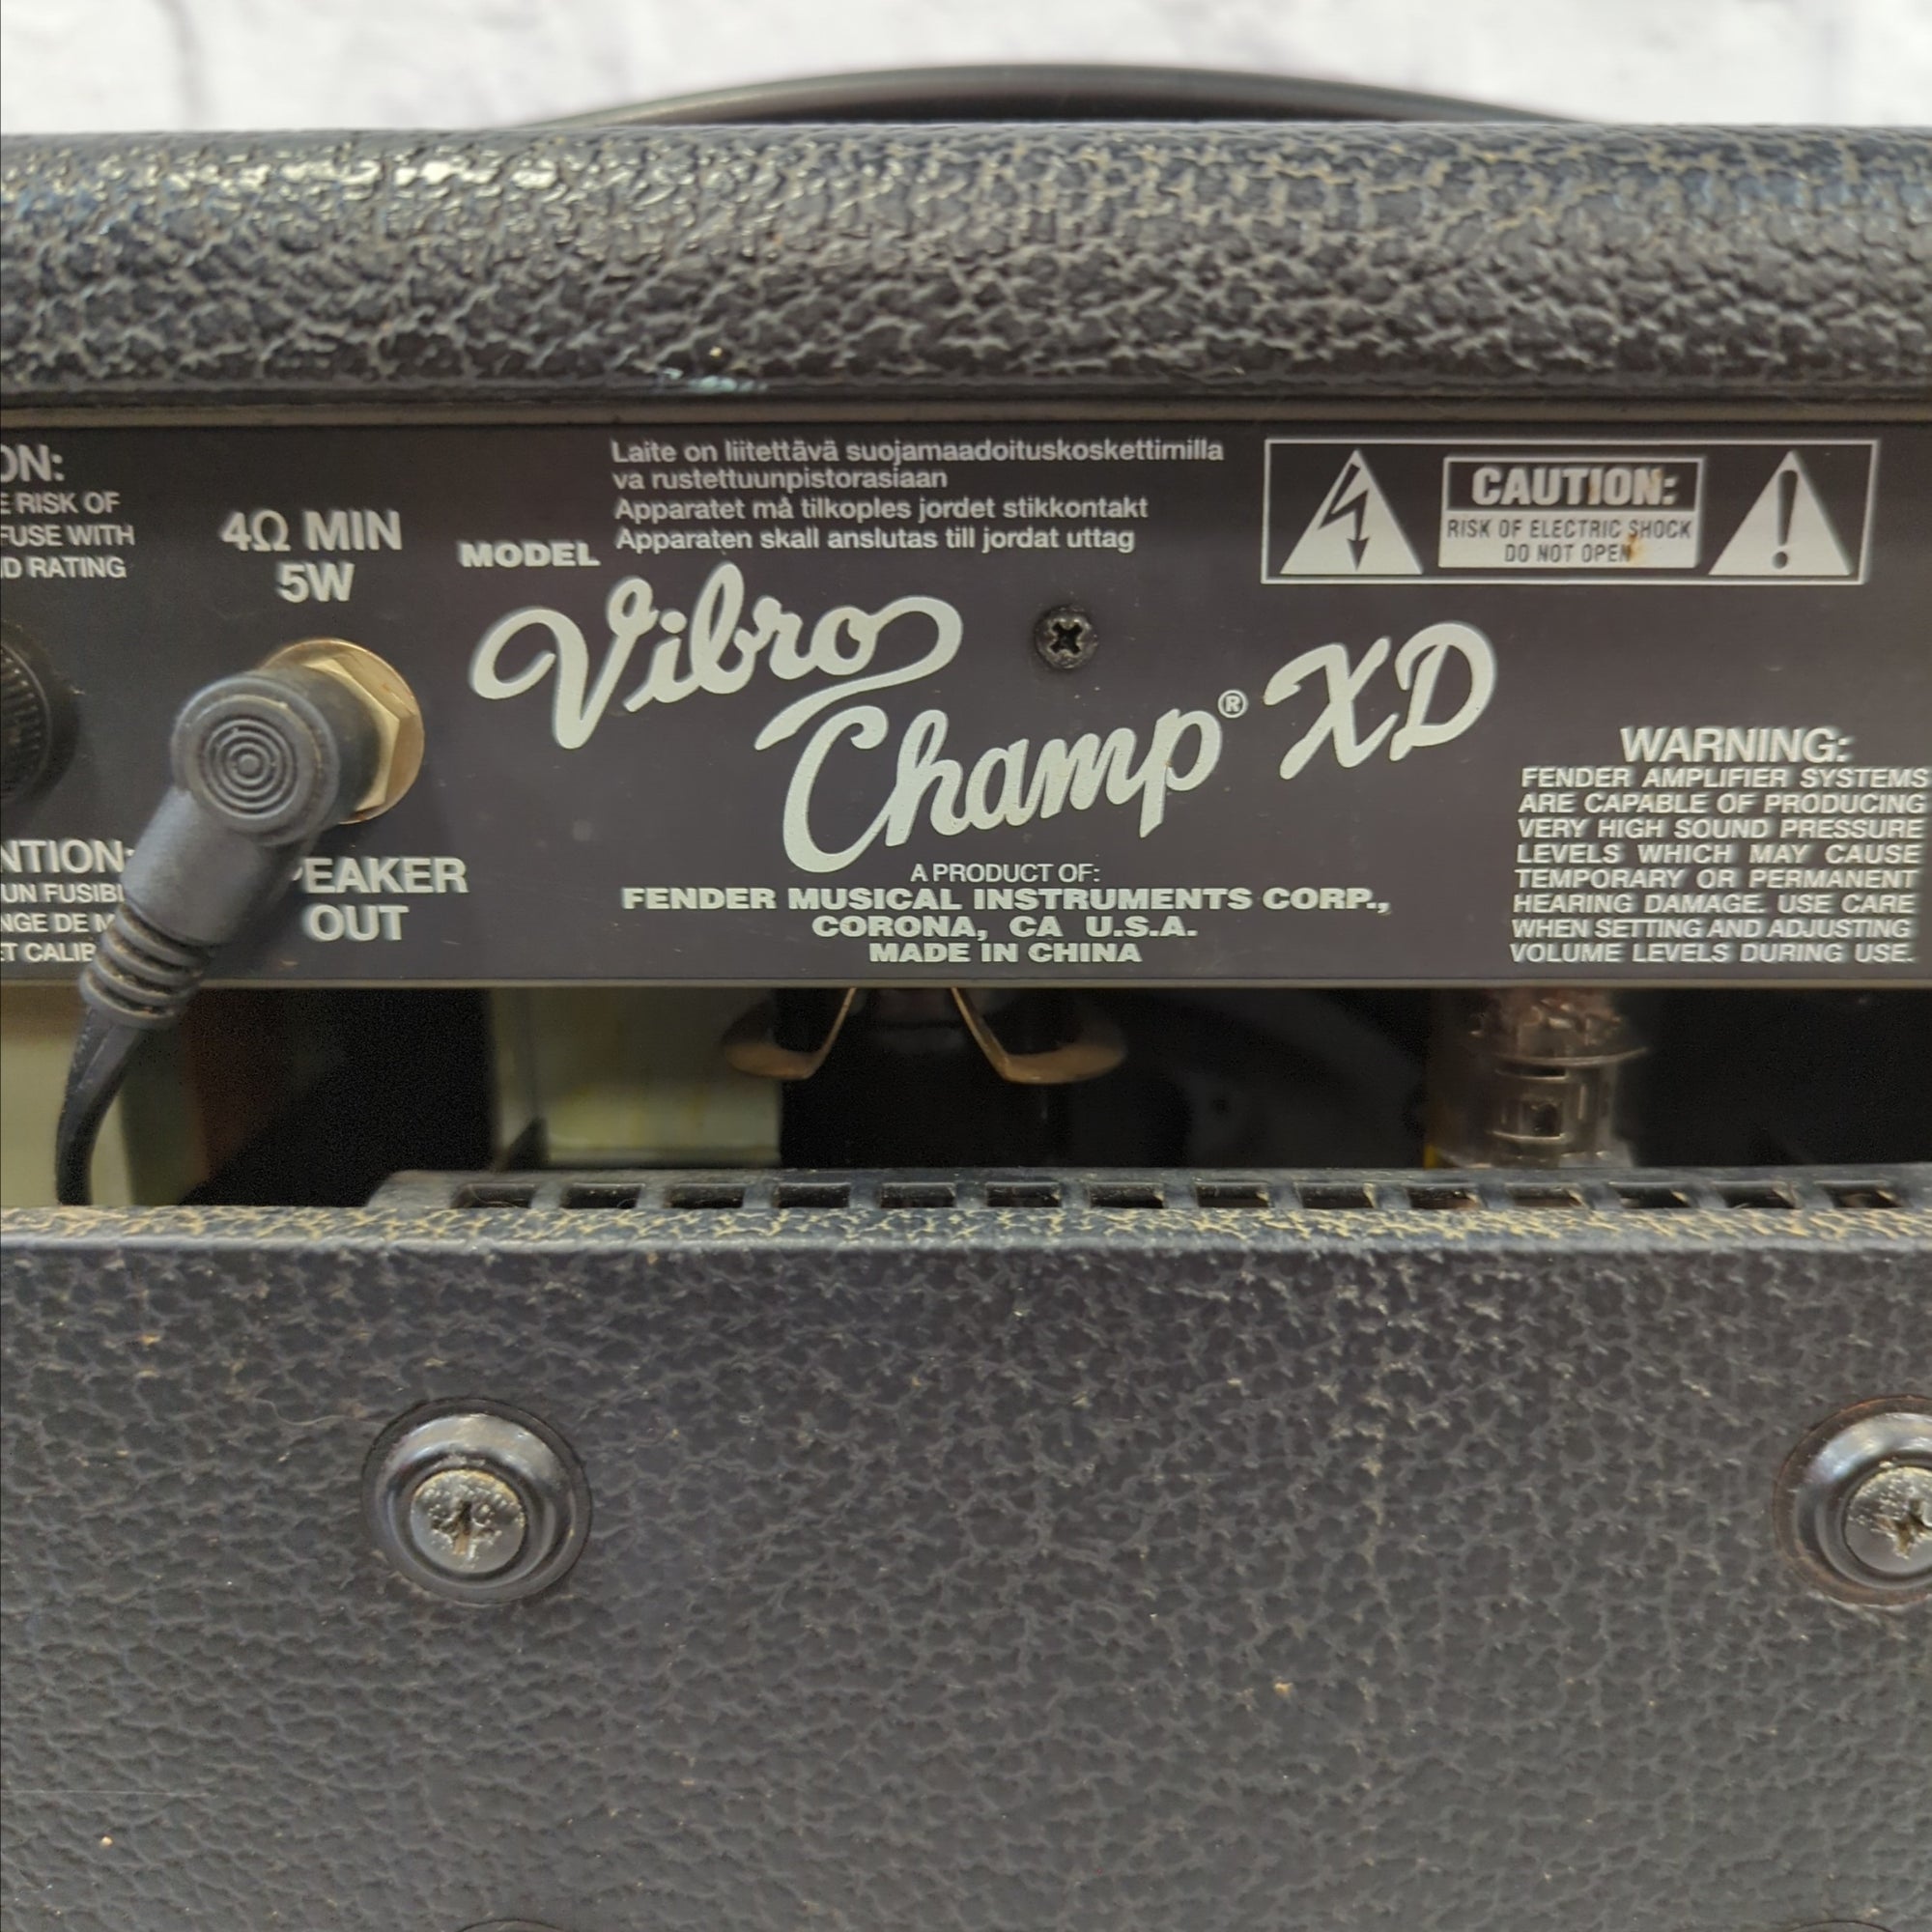 ON:
E RISK OF
FUSE WITH
D RATING
4Ω MIN
5W
NTION:
UN FUSIB
NGE DE M
ET CALIB
PEAKER
OUT
Laite on liitettävä suojamaadoituskoskettimilla
va rustettuunpistorasiaan
Apparatet må tilkoples jordet stikkontakt
Apparaten skall anslutas till jordat uttag
MODEL
Vibro
Champ® XD
A PRODUCT OF:
FENDER MUSICAL INSTRUMENTS CORP.,
CORONA, CA U.S.A.
MADE IN CHINA
CAUTION:
RISK OF ELECTRIC SHOCK
DO NOT OPEN
WARNING:
FENDER AMPLIFIER SYSTEMS
ARE CAPABLE OF PRODUCING
VERY HIGH SOUND PRESSURE
LEVELS WHICH MAY CAUSE
TEMPORARY OR PERMANENT
HEARING DAMAGE. USE CARE
WHEN SETTING AND ADJUSTING
VOLUME LEVELS DURING USE.